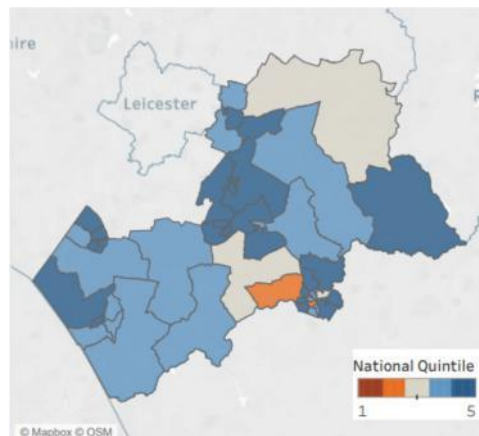 ire
Leicester
R
National Quintile
1 5
© Mapbox © OSM